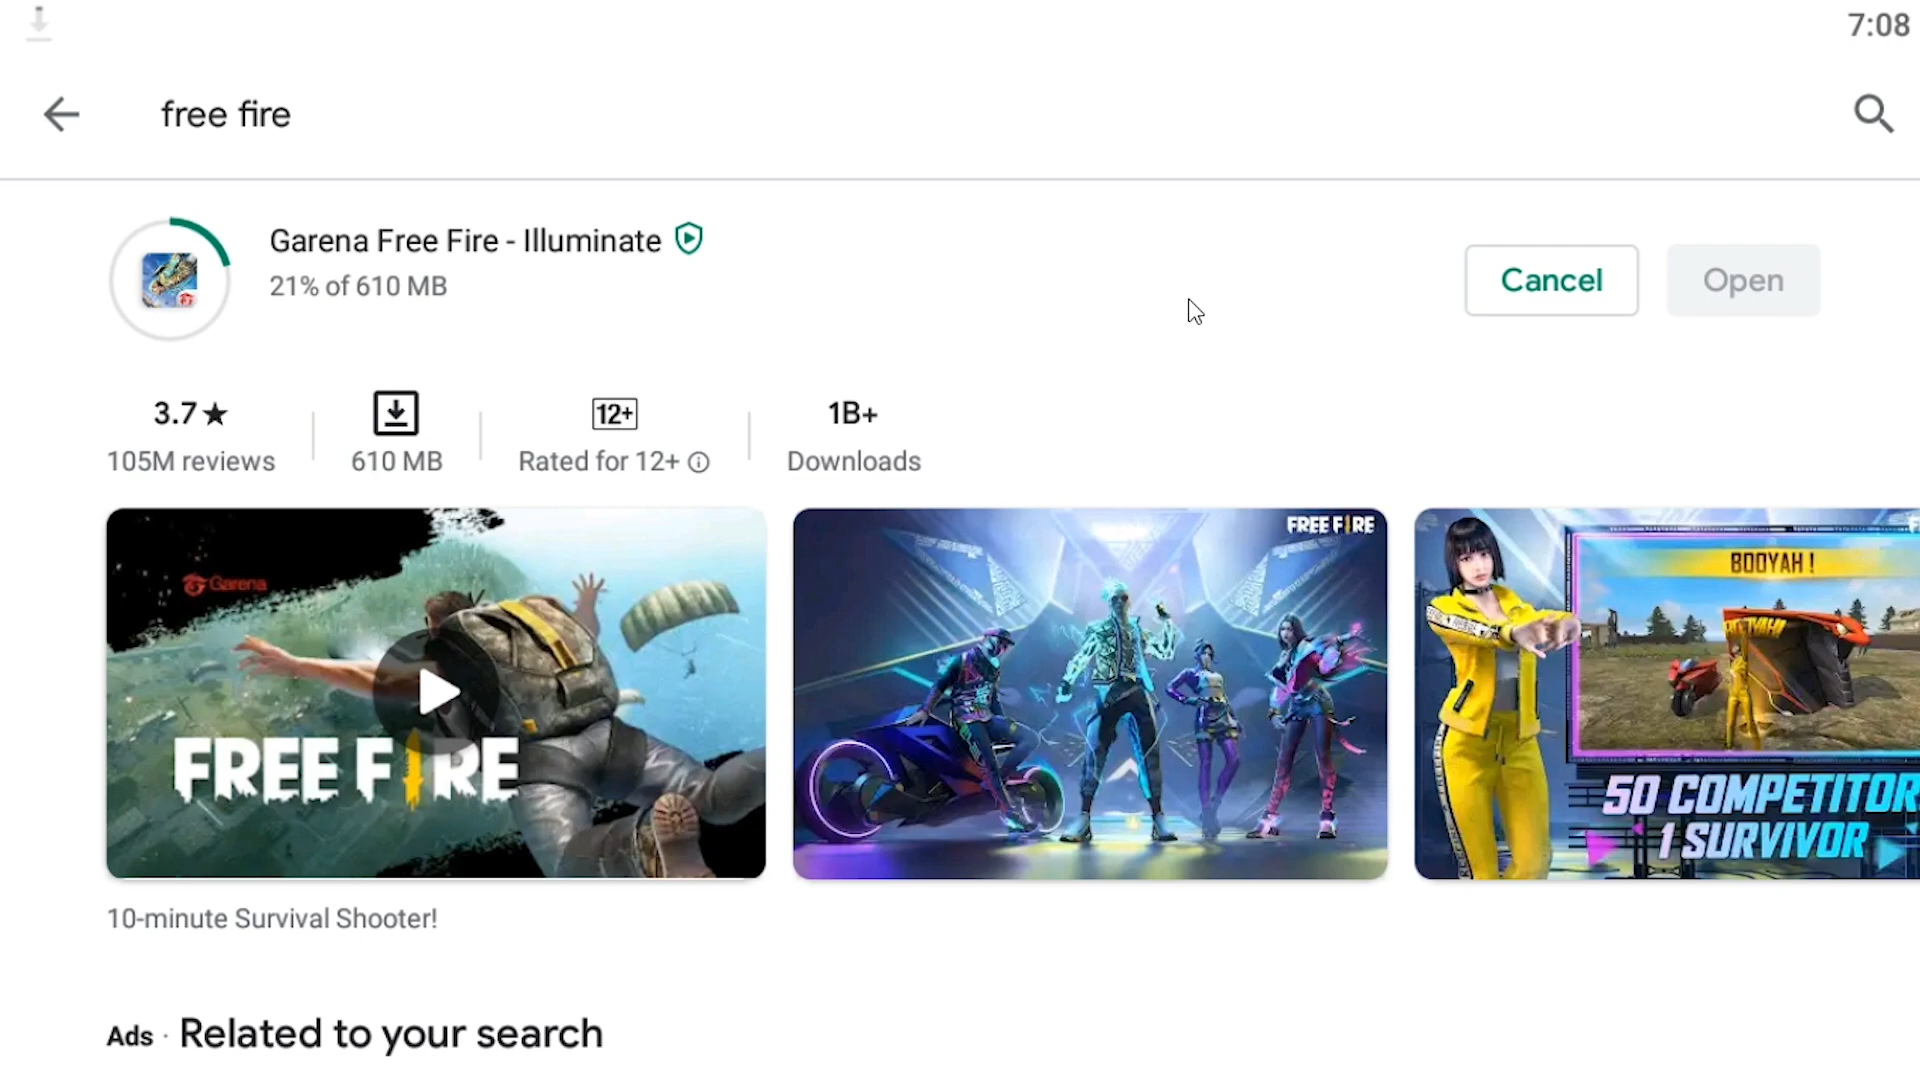 7:08
free fire
Garena Free Fire - Illuminate
21% of 610 MB
Cancel
Open
3.7★
105M reviews
610 MB
12+
Rated for 12+
1B+
Downloads
Garena
FREE FIRE
FREE FIRE
BOOYAH !
BOOYAH!
50 COMPETITOR
1 SURVIVOR
10-minute Survival Shooter!
Ads · Related to your search